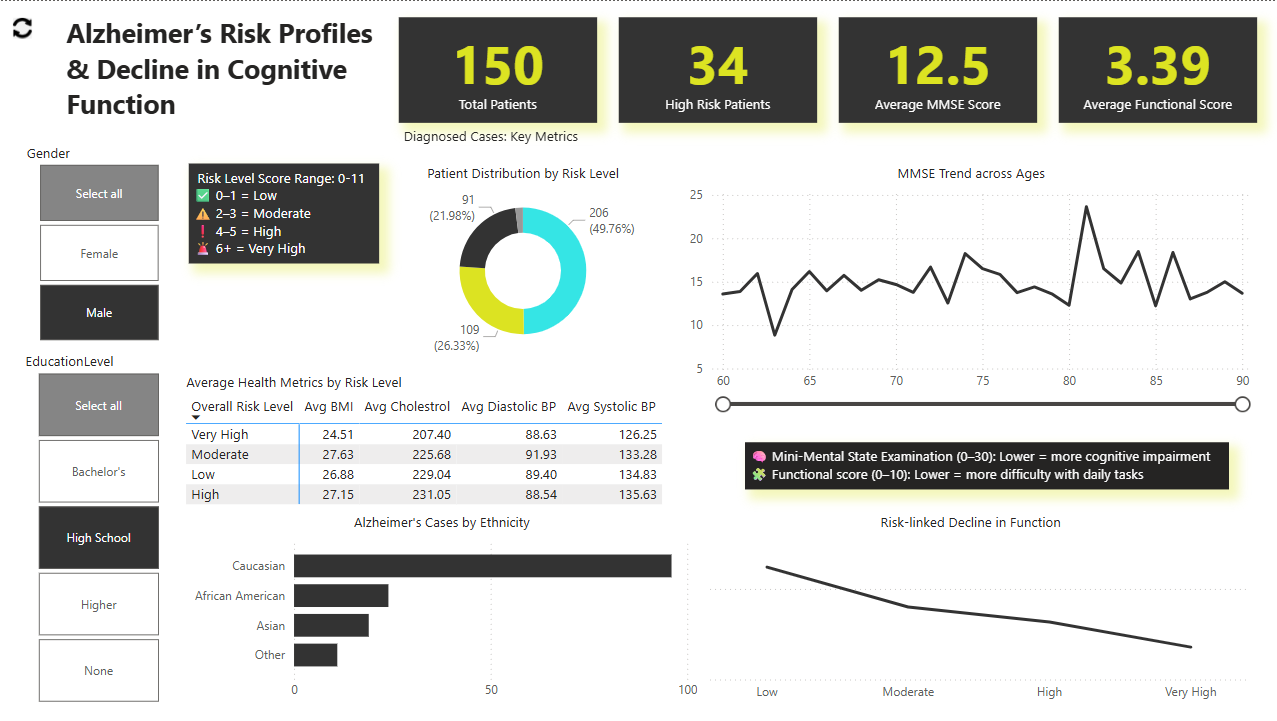 Alzheimer's Risk Profiles
& Decline in Cognitive
Function
150
Total Patients
34
High Risk Patients
12.5
Average MMSE Score
3.39
Average Functional Score
Diagnosed Cases: Key Metrics
Gender
Select all
Female
Male
EducationLevel
Select all
Bachelor's
High School
Higher
None
Risk Level Score Range: 0-11
✅ 0–1 = Low
⚠️ 2–3 = Moderate
❗ 4–5 = High
🚨 6+ = Very High
Patient Distribution by Risk Level
91
(21.98%)
206
(49.76%)
109
(26.33%)
MMSE Trend across Ages
25
20
15
10
5
60 65 70 75 80 85 90
Average Health Metrics by Risk Level
Overall Risk Level Avg BMI Avg Cholestrol Avg Diastolic BP Avg Systolic BP
Very High 24.51 207.40 88.63 126.25
Moderate 27.63 225.68 91.93 133.28
Low 26.88 229.04 89.40 134.83
High 27.15 231.05 88.54 135.63
🧠 Mini-Mental State Examination (0–30): Lower = more cognitive impairment
🧩 Functional score (0–10): Lower = more difficulty with daily tasks
Alzheimer's Cases by Ethnicity
Caucasian
African American
Asian
Other
0 50 100
Risk-linked Decline in Function
Low Moderate High Very High